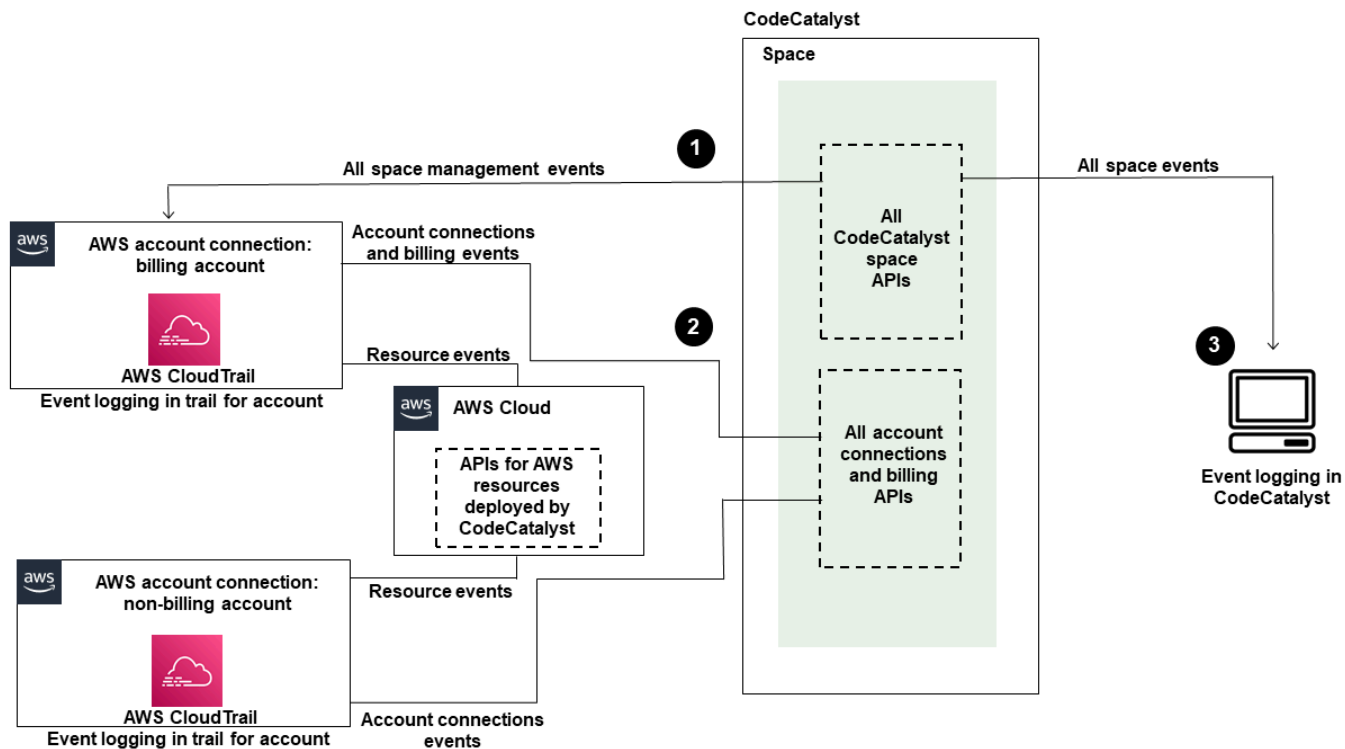 CodeCatalyst
Space
1
All space management events
All space events
All
CodeCatalyst
space
APIs
aws
AWS account connection:
billing account
AWS CloudTrail
Event logging in trail for account
Account connections
and billing events
2
Resource events
aws
AWS Cloud
APIs for AWS
resources
deployed by
CodeCatalyst
All account
connections
and billing
APIs
3
Event logging in
CodeCatalyst
aws
AWS account connection:
non-billing account
AWS CloudTrail
Event logging in trail for account
Resource events
Account connections
events